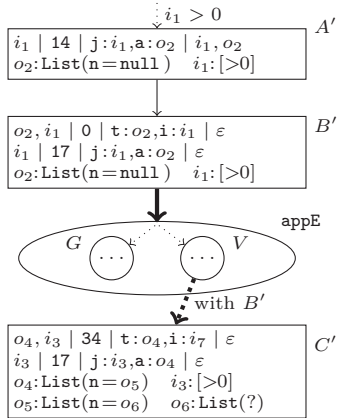 i₁ > 0
A′
i₁ | 14 | j:i₁,a:o₂ | i₁, o₂
o₂:List(n=null) i₁:[>0]
B′
o₂, i₁ | 0 | t:o₂,i:i₁ | ε
i₁ | 17 | j:i₁,a:o₂ | ε
o₂:List(n=null) i₁:[>0]
appE
G V
... ...
with B′
C′
o₄, i₃ | 34 | t:o₄,i:i₇ | ε
i₃ | 17 | j:i₃,a:o₄ | ε
o₄:List(n=o₅) i₃:[>0]
o₅:List(n=o₆) o₆:List(?)